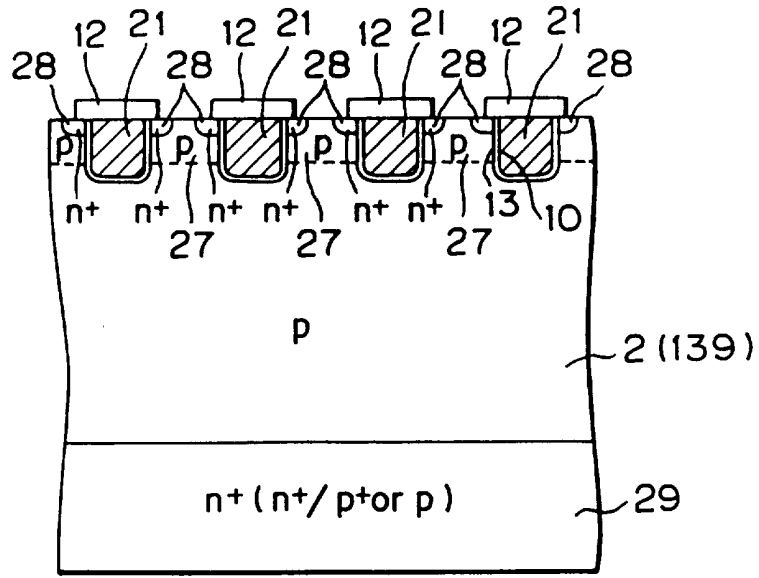 12 21 12 21 12 21 12 21
28 28 28 28 28
p p p p
n+ n+ n+ n+ n+ n+ 13 10
27 27 27 27
p
2 (139)
n+ (n+/p+ or p)
29